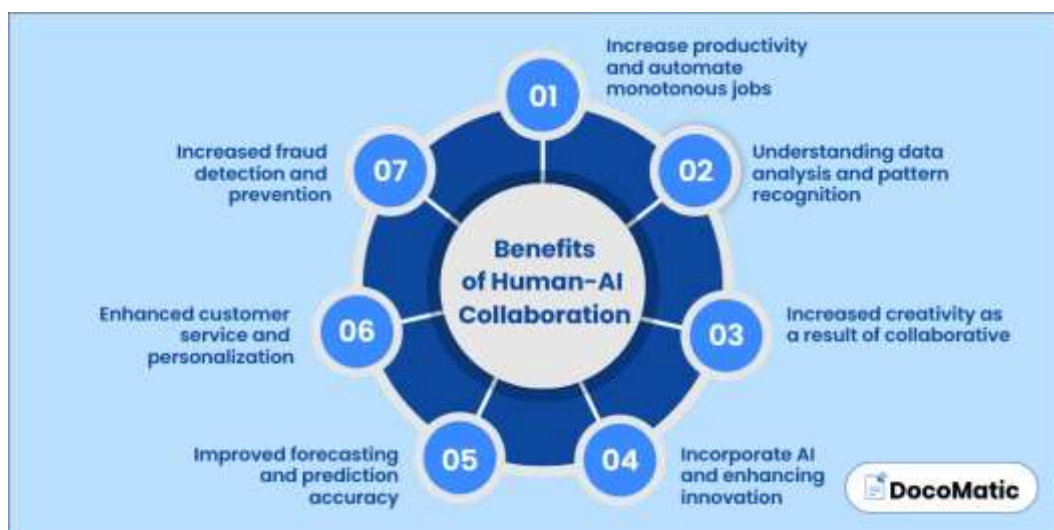 Benefits
of Human-AI
Collaboration
01
Increase productivity
and automate
monotonous jobs
02
Understanding data
analysis and pattern
recognition
03
Increased creativity as
a result of collaborative
04
Incorporate AI
and enhancing
innovation
05
Improved forecasting
and prediction
accuracy
06
Enhanced customer
service and
personalization
07
Increased fraud
detection and
prevention
DocoMatic